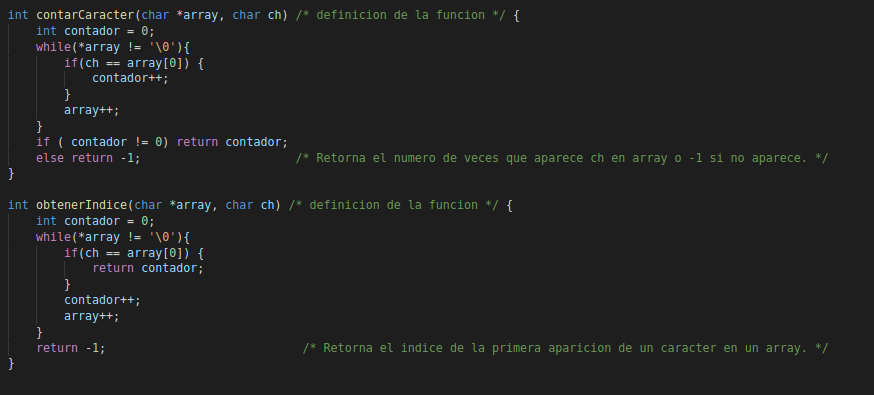 int contarCaracter(char *array, char ch) /* definicion de la funcion */ {
    int contador = 0;
    while(*array != '\0'){
        if(ch == array[0]) {
            contador++;
        }
        array++;
    }
    if ( contador != 0) return contador;
    else return -1;                      /* Retorna el numero de veces que aparece ch en array o -1 si no aparece. */
}

int obtenerIndice(char *array, char ch) /* definicion de la funcion */ {
    int contador = 0;
    while(*array != '\0'){
        if(ch == array[0]) {
            return contador;
        }
        contador++;
        array++;
    }
    return -1;                            /* Retorna el indice de la primera aparicion de un caracter en un array. */
}